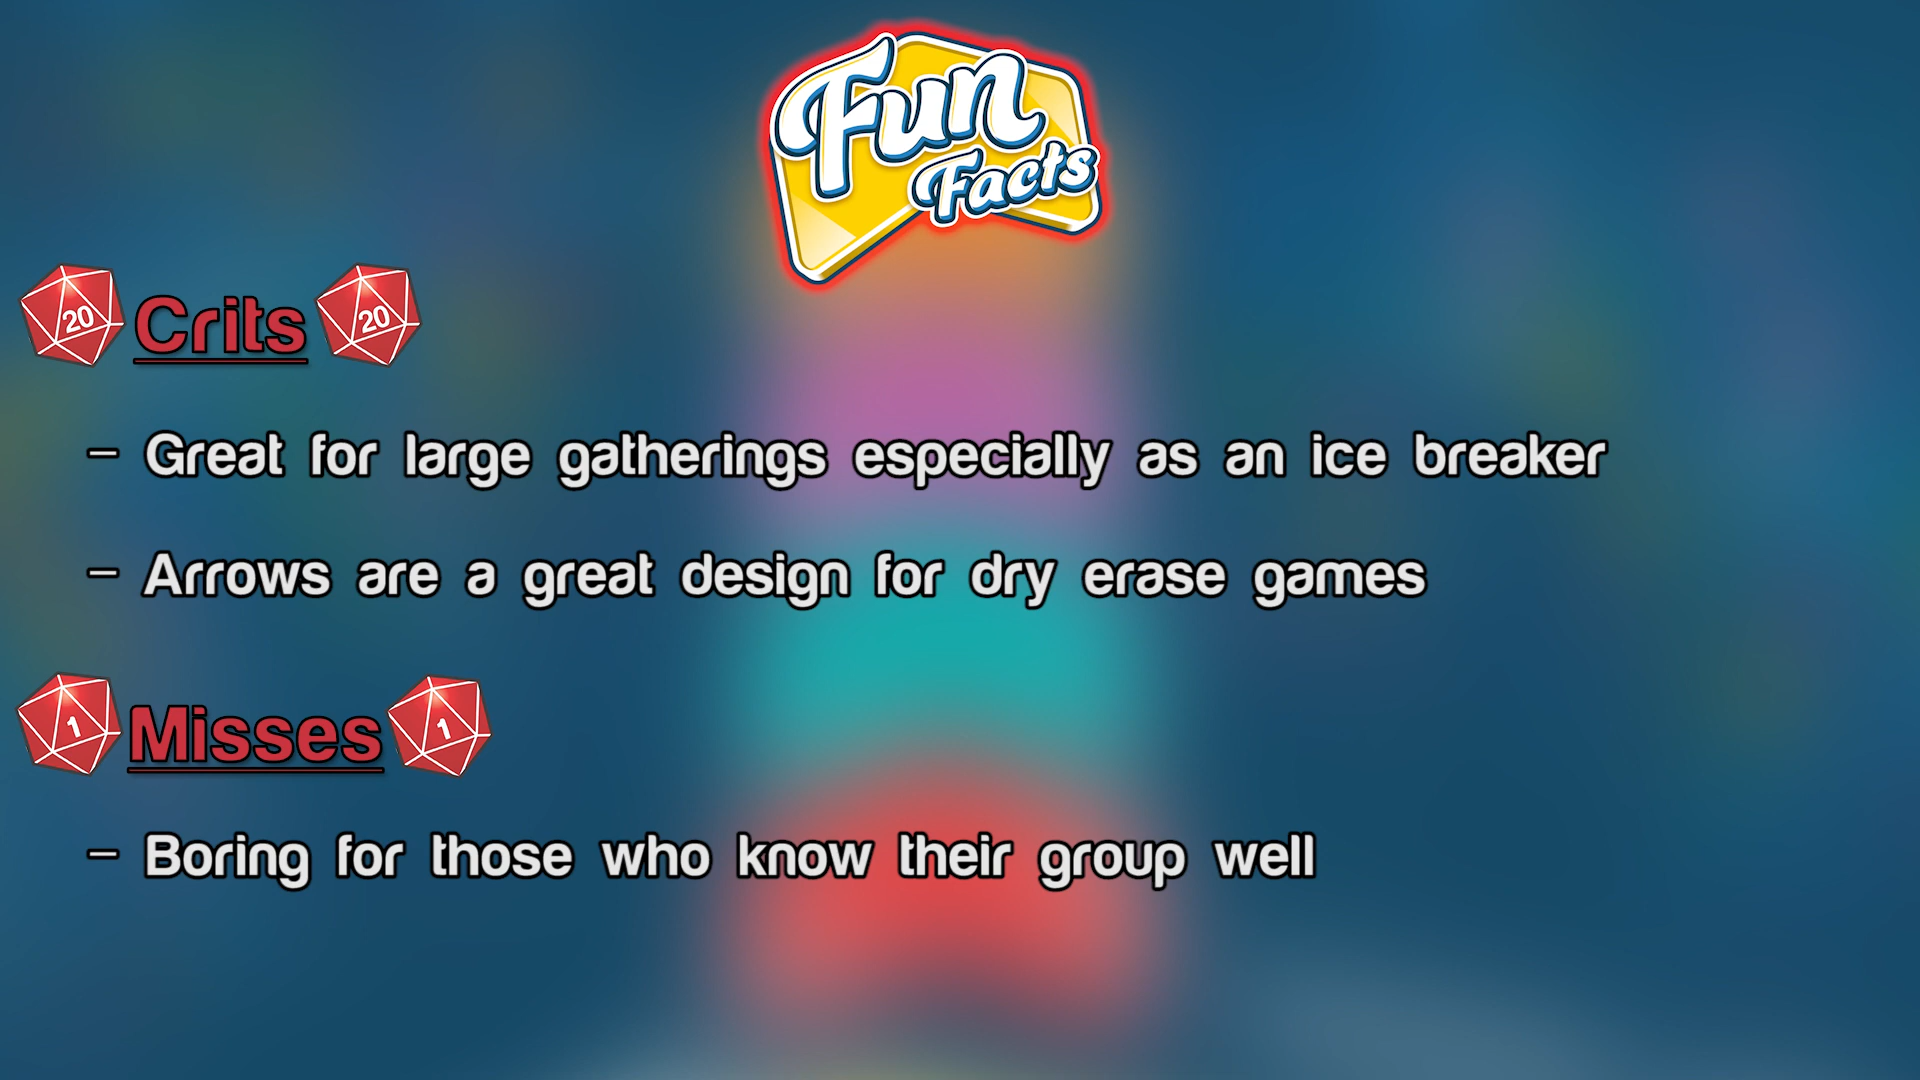 Fun
Facts
20 Crits 20
– Great for large gatherings especially as an ice breaker
– Arrows are a great design for dry erase games
1 Misses 1
– Boring for those who know their group well